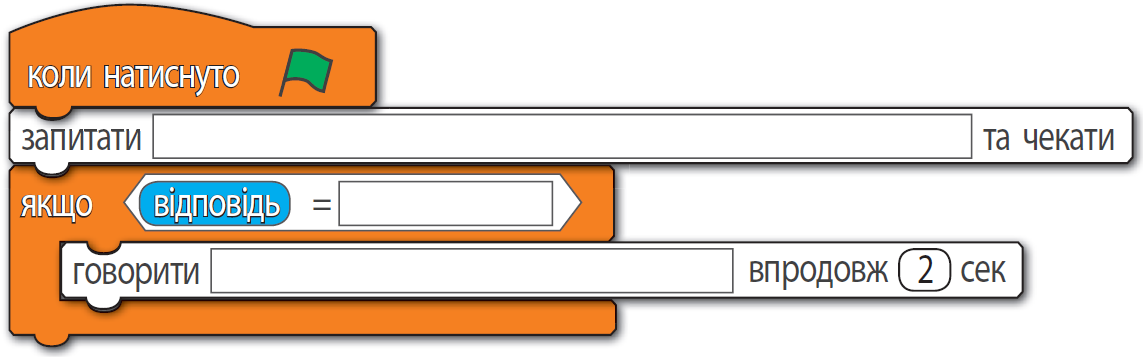 коли натиснуто
запитати та чекати
якщо відповідь =
говорити впродовж 2 сек